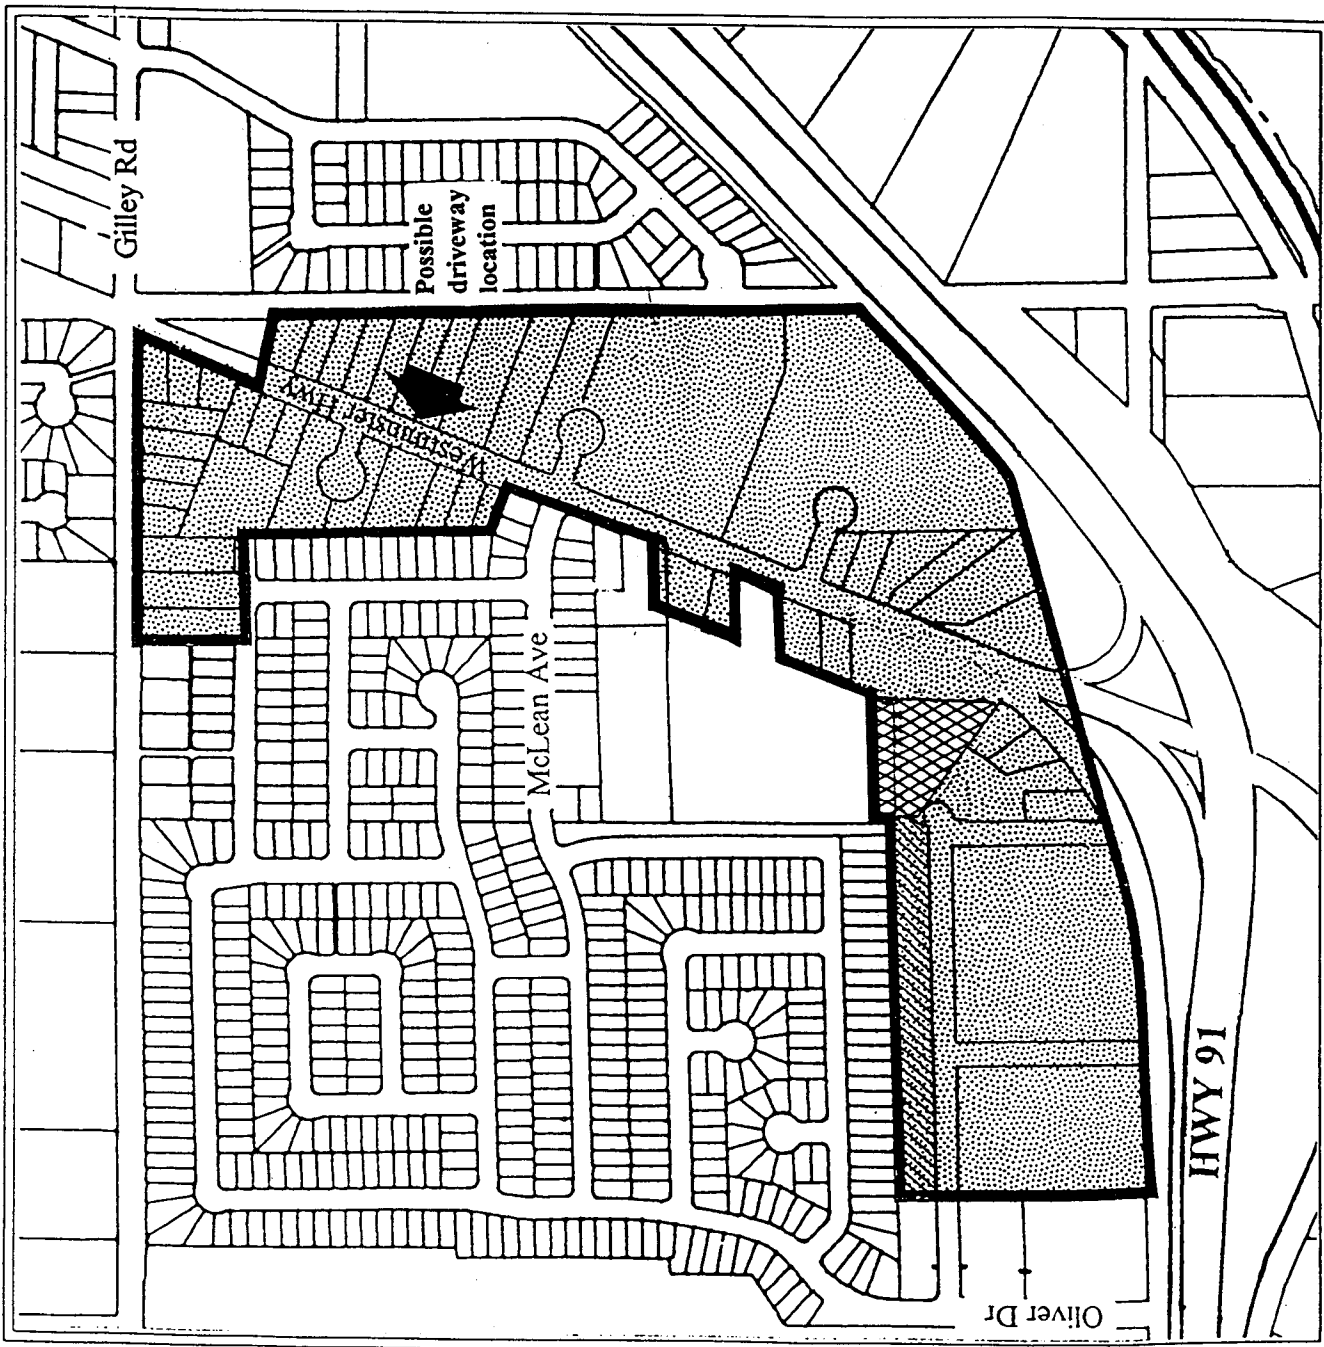 Gilley Rd
Possible
driveway
location
Westminster Hwy
McLean Ave
HWY 91
Oliver Dr